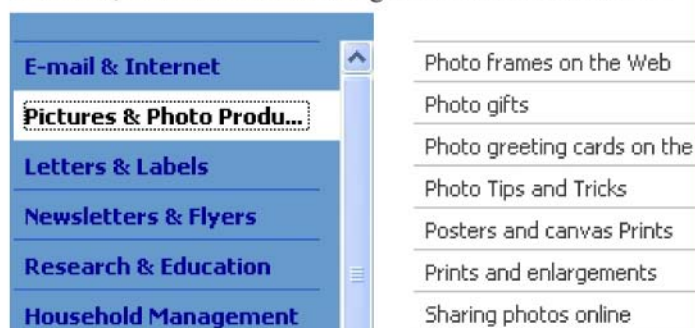 E-mail & Internet
Pictures & Photo Produ...
Letters & Labels
Newsletters & Flyers
Research & Education
Household Management
Photo frames on the Web
Photo gifts
Photo greeting cards on the
Photo Tips and Tricks
Posters and canvas Prints
Prints and enlargements
Sharing photos online